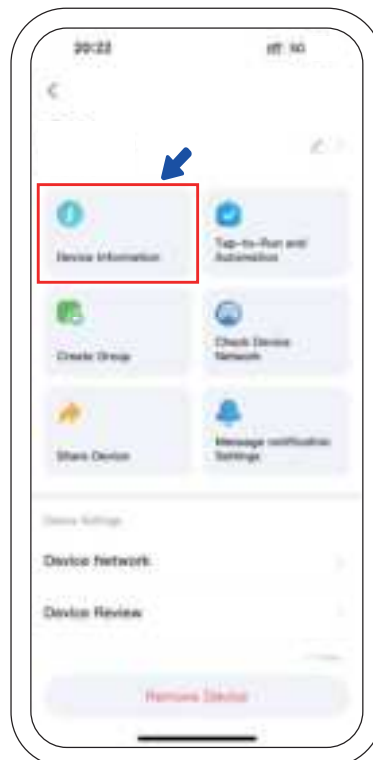 20:22
5G
Device Information
Tap-to-Run and
Automation
Create Group
Check Device
Network
Share Device
Message notification
Settings
Device Settings
Device Network
Device Review
Remove Device